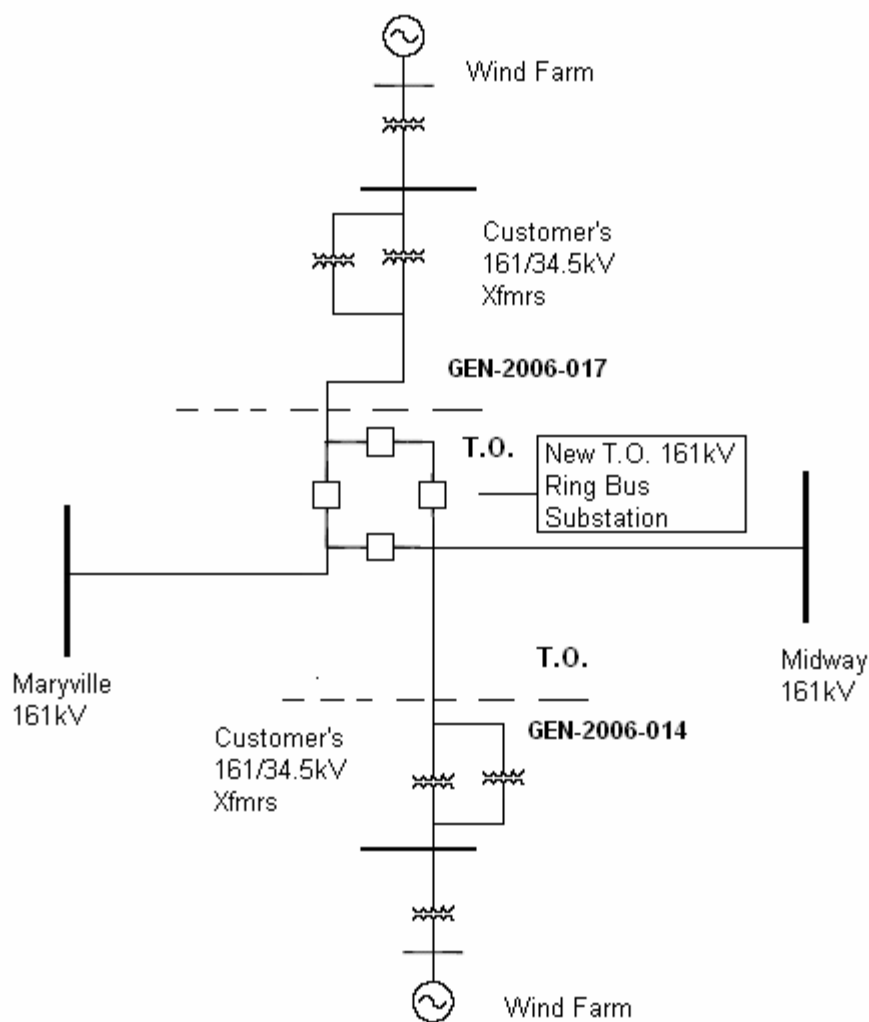 Wind Farm
Customer's
161/34.5kV
Xfmrs
GEN-2006-017
T.O.
New T.O. 161kV
Ring Bus
Substation
T.O.
Maryville
161kV
Midway
161kV
GEN-2006-014
Customer's
161/34.5kV
Xfmrs
Wind Farm